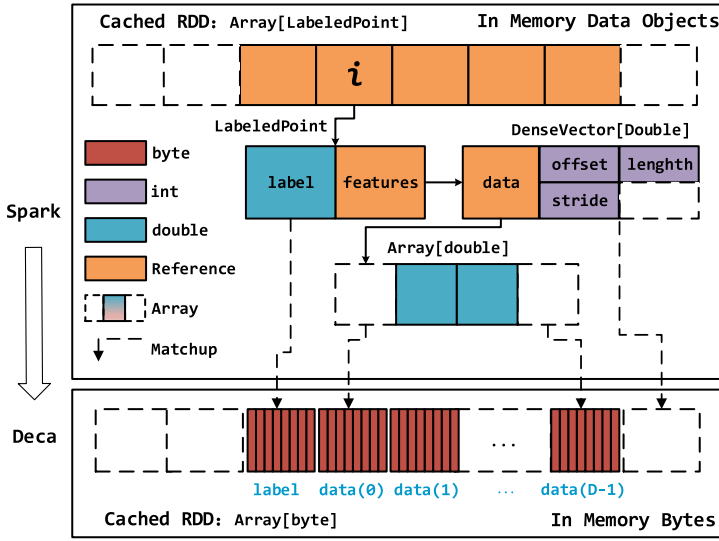 Cached RDD: Array[LabeledPoint]
In Memory Data Objects
i
LabeledPoint
DenseVector[Double]
byte
int
double
Reference
Array
Matchup
label
features
data
offset
lenghth
stride
Array[double]
Spark
Deca
...
label
data(0)
data(1)
...
data(D-1)
Cached RDD: Array[byte]
In Memory Bytes